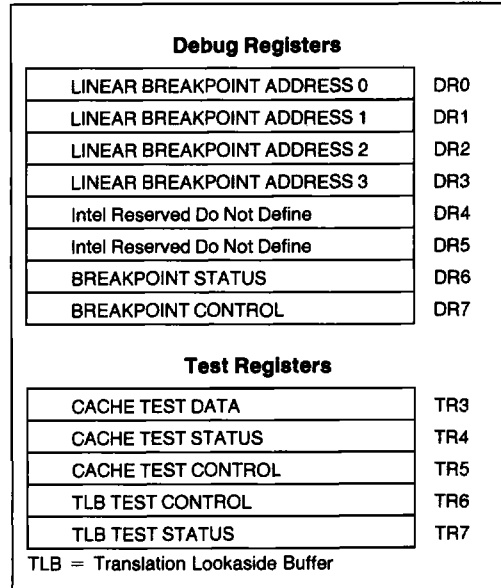 Debug Registers
LINEAR BREAKPOINT ADDRESS 0 DR0
LINEAR BREAKPOINT ADDRESS 1 DR1
LINEAR BREAKPOINT ADDRESS 2 DR2
LINEAR BREAKPOINT ADDRESS 3 DR3
Intel Reserved Do Not Define DR4
Intel Reserved Do Not Define DR5
BREAKPOINT STATUS DR6
BREAKPOINT CONTROL DR7
Test Registers
CACHE TEST DATA TR3
CACHE TEST STATUS TR4
CACHE TEST CONTROL TR5
TLB TEST CONTROL TR6
TLB TEST STATUS TR7
TLB = Translation Lookaside Buffer